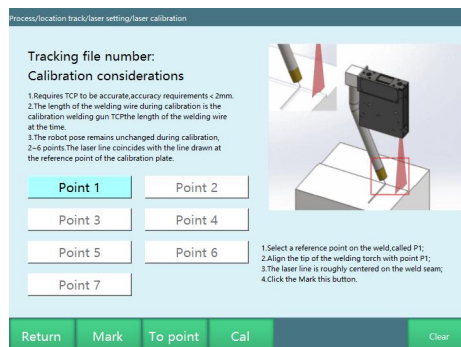 Process/location track/laser setting/laser calibration
Tracking file number:
Calibration considerations
1.Requires TCP to be accurate,accuracy requirements < 2mm.
2.The length of the welding wire during calibration is the
calibration welding gun TCPthe length of the welding wire
at the time.
3.The robot pose remains unchanged during calibration,
2~6 points.The laser line coincides with the line drawn at
the reference point of the calibration plate.
Point 1
Point 2
Point 3
Point 4
Point 5
Point 6
Point 7
1.Select a reference point on the weld,called P1;
2.Align the tip of the welding torch with point P1;
3.The laser line is roughly centered on the weld seam;
4.Click the Mark this button.
Return
Mark
To point
Cal
Clear